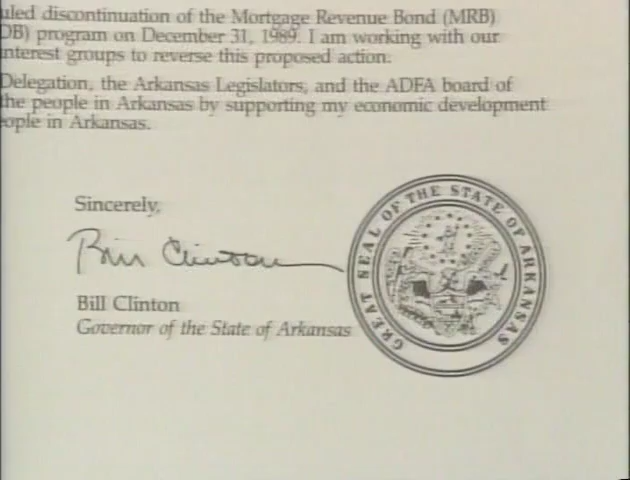 uled discontinuation of the Mortgage Revenue Bond (MRB)
DB) program on December 31, 1989. I am working with our
nterest groups to reverse this proposed action.
Delegation, the Arkansas Legislators, and the ADFA board of
the people in Arkansas by supporting my economic development
eople in Arkansas.
Sincerely,
Bill Clinton
Bill Clinton
Governor of the State of Arkansas
GREAT SEAL OF THE STATE OF ARKANSAS